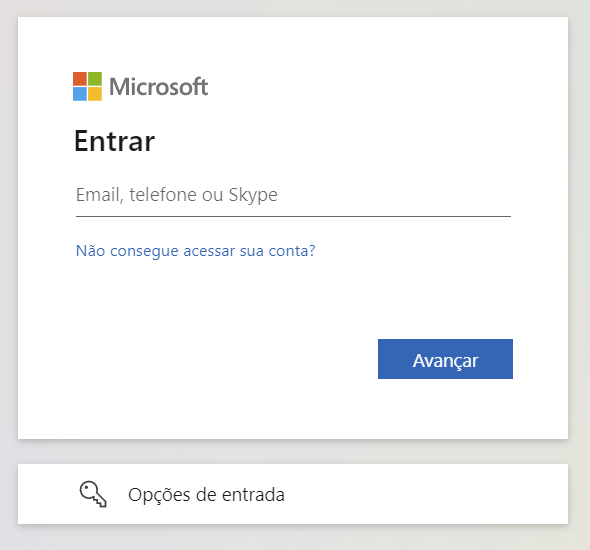 Microsoft
Entrar
Email, telefone ou Skype
Não consegue acessar sua conta?
Avançar
Opções de entrada